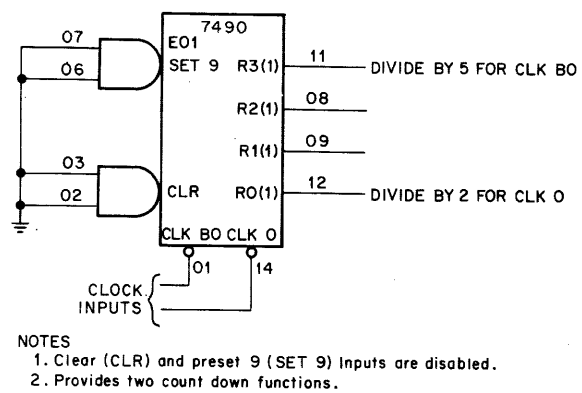 7490
07
E01
06
SET 9
R3(1)
11
DIVIDE BY 5 FOR CLK BO
R2(1)
08
R1(1)
09
03
02
CLR
R0(1)
12
DIVIDE BY 2 FOR CLK 0
CLK BO CLK 0
01
14
CLOCK
INPUTS
NOTES
1. Clear (CLR) and preset 9 (SET 9) Inputs are disabled.
2. Provides two count down functions.